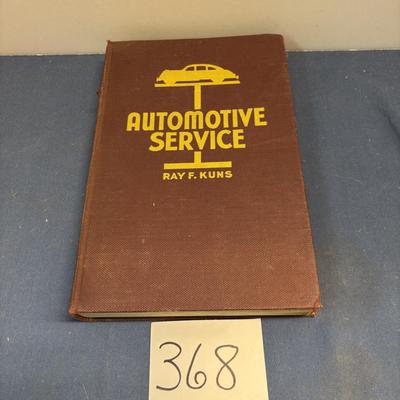 AUTOMOTIVE
SERVICE
RAY F. KUNS
368